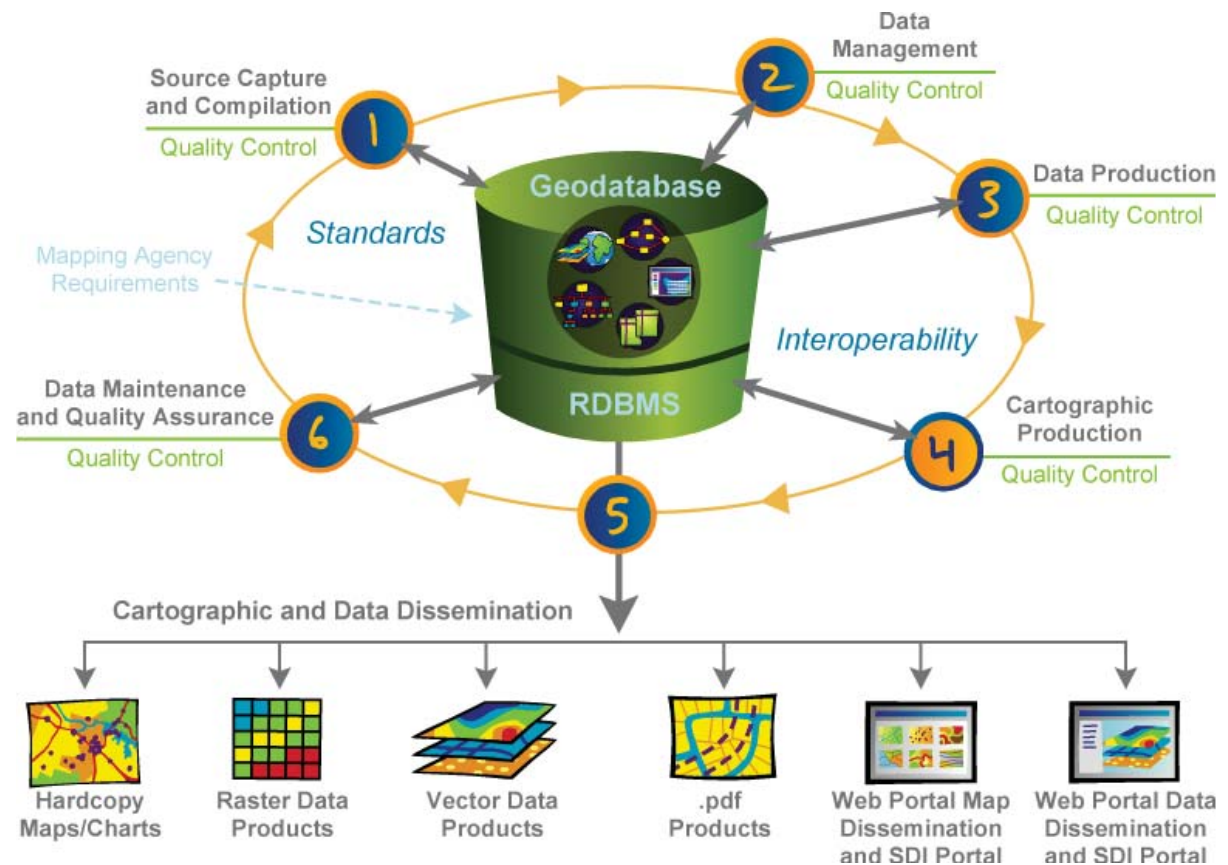 Source Capture
and Compilation
Quality Control
1
Data
Management
Quality Control
2
Data Production
Quality Control
3
Geodatabase
Standards
Mapping Agency
Requirements
Interoperability
RDBMS
Data Maintenance
and Quality Assurance
Quality Control
6
Cartographic
Production
Quality Control
4
5
Cartographic and Data Dissemination
Hardcopy
Maps/Charts
Raster Data
Products
Vector Data
Products
.pdf
Products
Web Portal Map
Dissemination
and SDI Portal
Web Portal Data
Dissemination
and SDI Portal